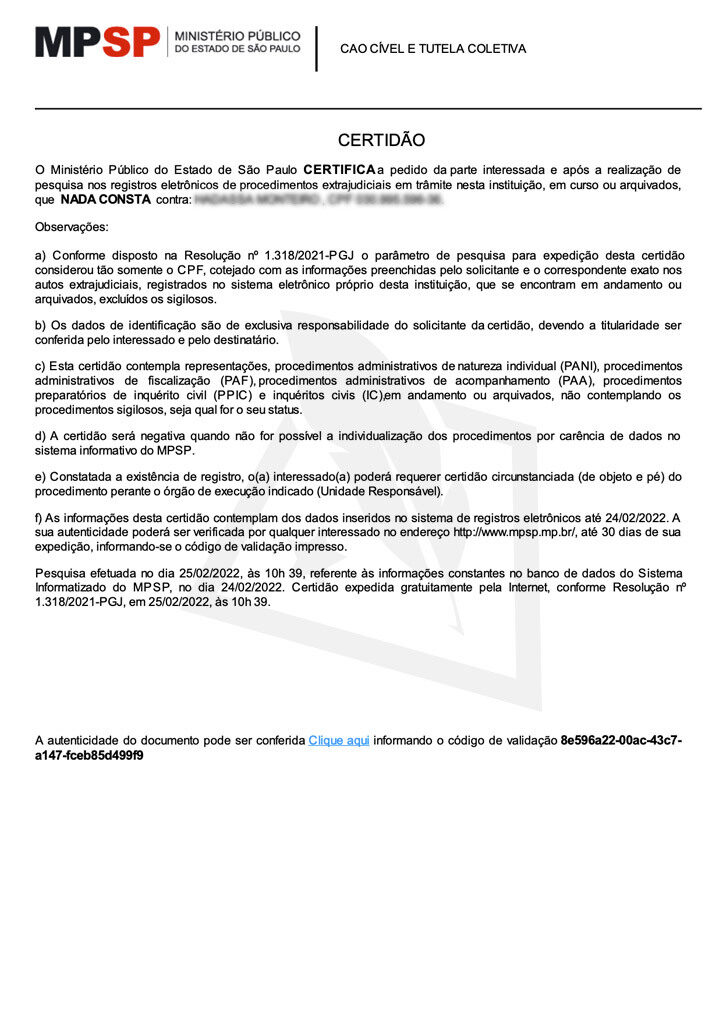 MPSP MINISTÉRIO PÚBLICO
DO ESTADO DE SÃO PAULO
CAO CÍVEL E TUTELA COLETIVA
CERTIDÃO
O Ministério Público do Estado de São Paulo CERTIFICA a pedido da parte interessada e após a realização de
pesquisa nos registros eletrônicos de procedimentos extrajudiciais em trâmite nesta instituição, em curso ou arquivados,
que NADA CONSTA contra:
Observações:
a) Conforme disposto na Resolução nº 1.318/2021-PGJ o parâmetro de pesquisa para expedição desta certidão
considerou tão somente o CPF, cotejado com as informações preenchidas pelo solicitante e o correspondente exato nos
autos extrajudiciais, registrados no sistema eletrônico próprio desta instituição, que se encontram em andamento ou
arquivados, excluídos os sigilosos.
b) Os dados de identificação são de exclusiva responsabilidade do solicitante da certidão, devendo a titularidade ser
conferida pelo interessado e pelo destinatário.
c) Esta certidão contempla representações, procedimentos administrativos de natureza individual (PANI), procedimentos
administrativos de fiscalização (PAF), procedimentos administrativos de acompanhamento (PAA), procedimentos
preparatórios de inquérito civil (PPIC) e inquéritos civis (IC),em andamento ou arquivados, não contemplando os
procedimentos sigilosos, seja qual for o seu status.
d) A certidão será negativa quando não for possível a individualização dos procedimentos por carência de dados no
sistema informativo do MPSP.
e) Constatada a existência de registro, o(a) interessado(a) poderá requerer certidão circunstanciada (de objeto e pé) do
procedimento perante o órgão de execução indicado (Unidade Responsável).
f) As informações desta certidão contemplam dos dados inseridos no sistema de registros eletrônicos até 24/02/2022. A
sua autenticidade poderá ser verificada por qualquer interessado no endereço http://www.mpsp.mp.br/, até 30 dias de sua
expedição, informando-se o código de validação impresso.
Pesquisa efetuada no dia 25/02/2022, às 10h 39, referente às informações constantes no banco de dados do Sistema
Informatizado do MPSP, no dia 24/02/2022. Certidão expedida gratuitamente pela Internet, conforme Resolução nº
1.318/2021-PGJ, em 25/02/2022, às 10h 39.
A autenticidade do documento pode ser conferida Clique aqui informando o código de validação 8e596a22-00ac-43c7-
a147-fceb85d499f9